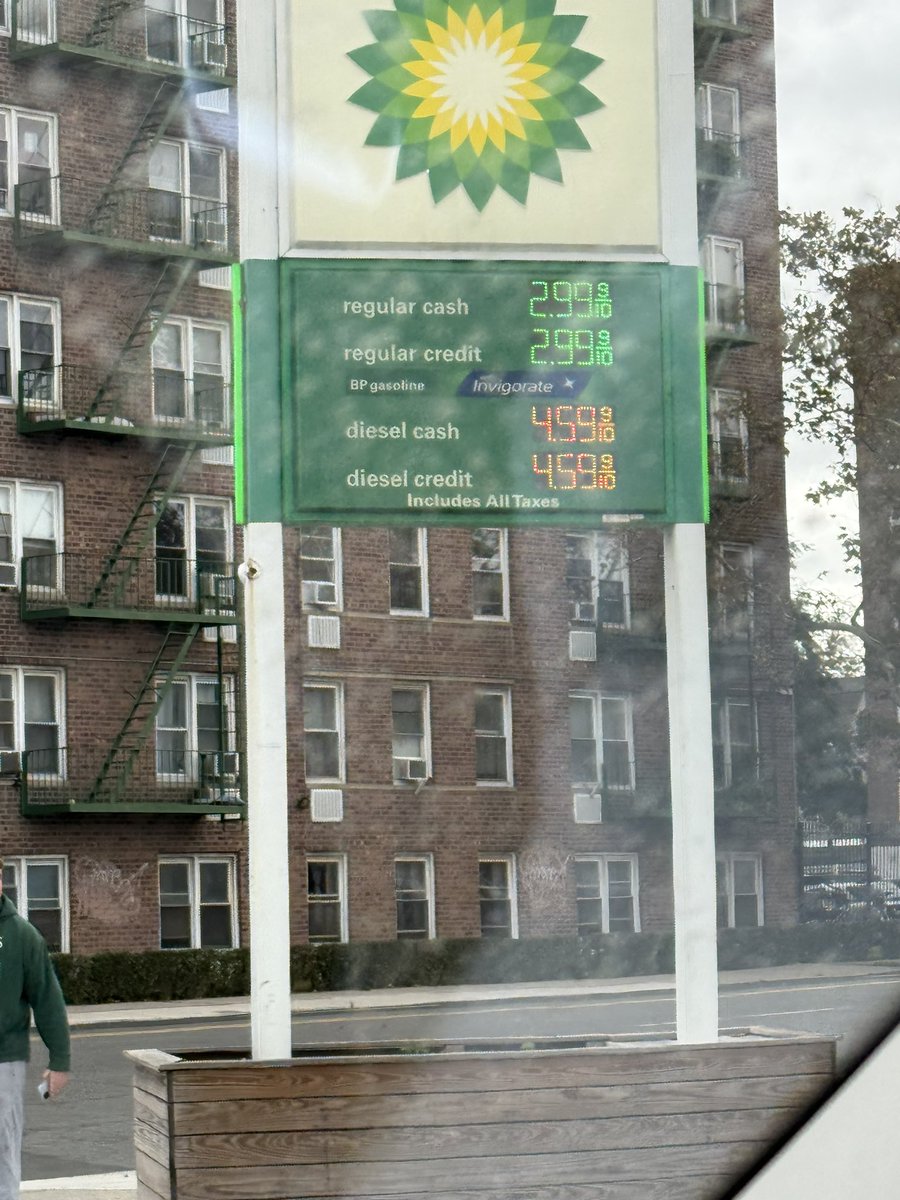 regular cash 2.99 9/10
regular credit 2.99 9/10
BP gasoline Invigorate
diesel cash 4.59 9/10
diesel credit 4.59 9/10
Includes All Taxes